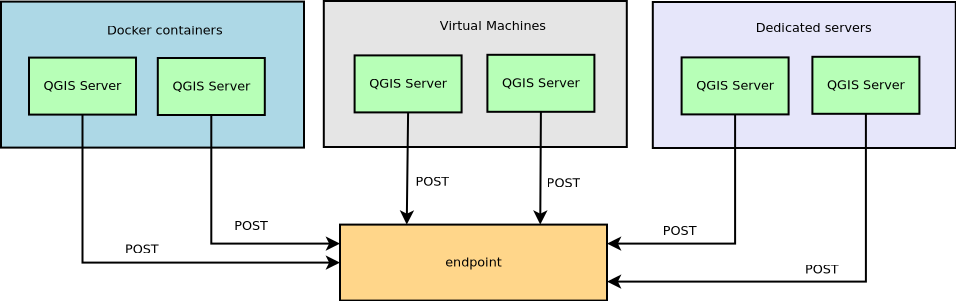 Docker containers
Virtual Machines
Dedicated servers
QGIS Server
QGIS Server
QGIS Server
QGIS Server
QGIS Server
QGIS Server
POST
POST
POST
POST
POST
POST
endpoint